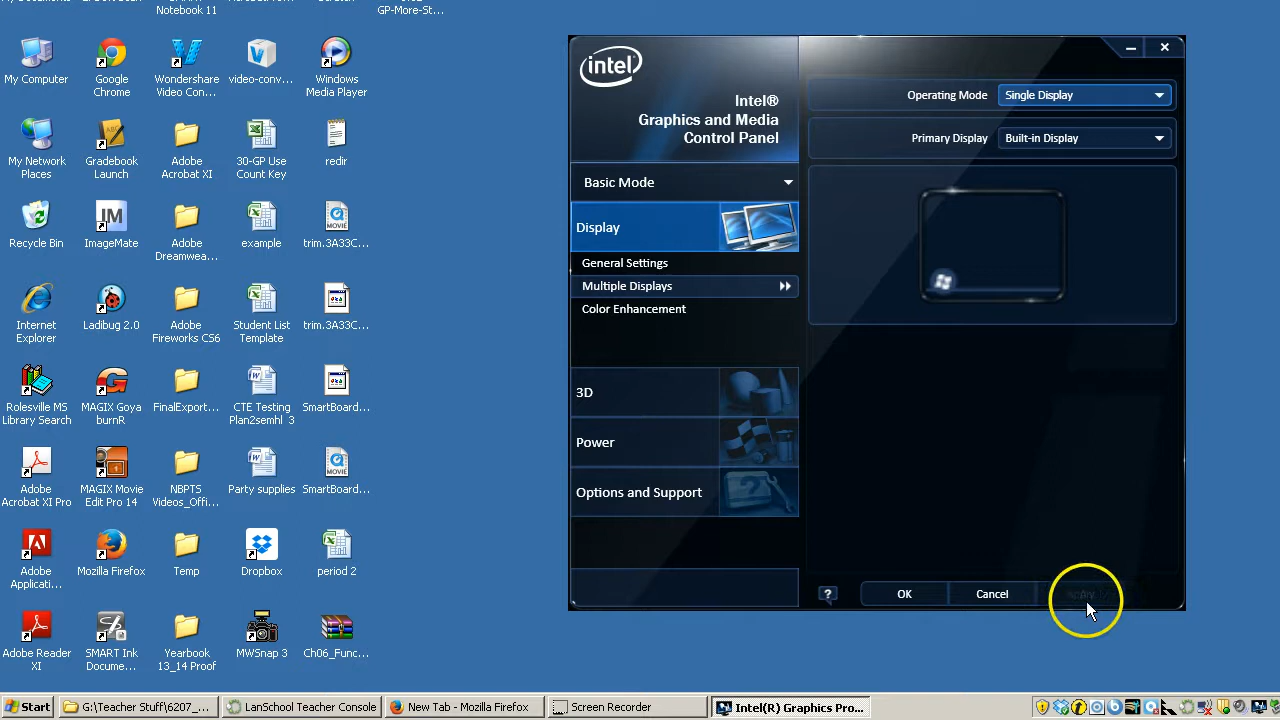 Notebook 11
GP-More-St...
My Computer
Google
Chrome
Wondershare
Video Con...
video-conv...
Windows
Media Player
My Network
Places
Gradebook
Launch
Adobe
Acrobat XI
30-GP Use
Count Key
redir
Recycle Bin
ImageMate
Adobe
Dreamwea...
example
trim.3A33C...
Internet
Explorer
Ladibug 2.0
Adobe
Fireworks CS6
Student List
Template
trim.3A33C...
Rolesville MS
Library Search
MAGIX Goya
burnR
FinalExport...
CTE Testing
Plan2semhl 3
SmartBoard...
Adobe
Acrobat XI Pro
MAGIX Movie
Edit Pro 14
NBPTS
Videos_Offi...
Party supplies
SmartBoard...
Adobe
Applicati...
Mozilla Firefox
Temp
Dropbox
period 2
Adobe Reader
XI
SMART Ink
Docume...
Yearbook
13_14 Proof
MWSnap 3
Ch06_Func...
intel
Intel®
Graphics and Media
Control Panel
Basic Mode
Display
General Settings
Multiple Displays
Color Enhancement
3D
Power
Options and Support
Operating Mode
Single Display
Primary Display
Built-in Display
?
OK
Cancel
Apply
Start
G:\Teacher Stuff\6207_...
LanSchool Teacher Console
New Tab - Mozilla Firefo...
Screen Recorder
Intel(R) Graphics Pro...